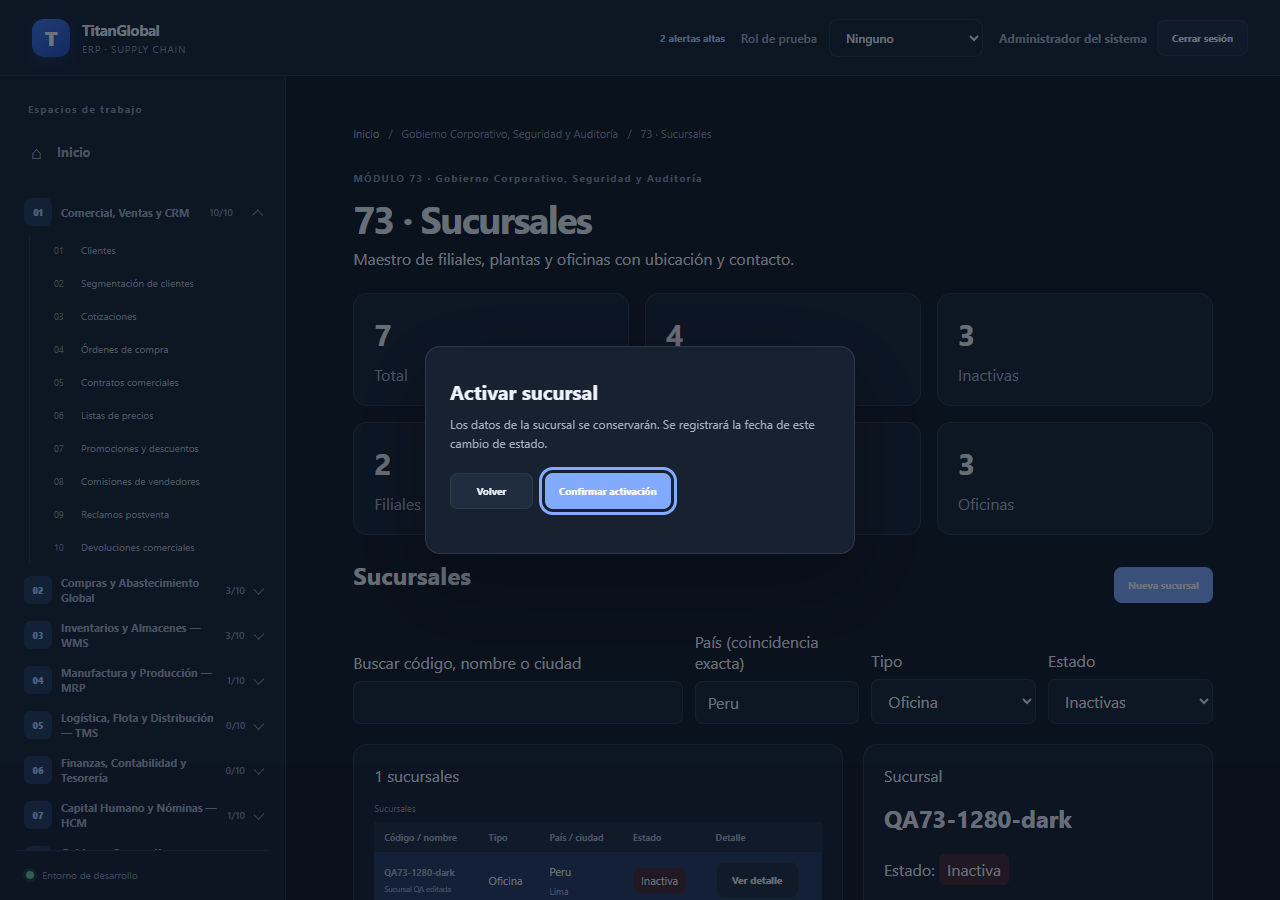 T
TitanGlobal
ERP · SUPPLY CHAIN
2 alertas altas
Rol de prueba
Ninguno
Administrador del sistema
Cerrar sesión
Espacios de trabajo
Inicio
01 Comercial, Ventas y CRM 10/10
01 Clientes
02 Segmentación de clientes
03 Cotizaciones
04 Órdenes de compra
05 Contratos comerciales
06 Listas de precios
07 Promociones y descuentos
08 Comisiones de vendedores
09 Reclamos postventa
10 Devoluciones comerciales
02 Compras y Abastecimiento
Global
3/10
03 Inventarios y Almacenes —
WMS
3/10
04 Manufactura y Producción —
MRP
1/10
05 Logística, Flota y Distribución
— TMS
0/10
06 Finanzas, Contabilidad y
Tesorería
0/10
07 Capital Humano y Nóminas —
HCM
1/10
Entorno de desarrollo
Inicio / Gobierno Corporativo, Seguridad y Auditoría / 73 · Sucursales
MÓDULO 73 · Gobierno Corporativo, Seguridad y Auditoría
73 · Sucursales
Maestro de filiales, plantas y oficinas con ubicación y contacto.
7
Total
4
3
Inactivas
2
Filiales
3
Oficinas
Activar sucursal
Los datos de la sucursal se conservarán. Se registrará la fecha de este
cambio de estado.
Volver
Confirmar activación
Sucursales
Nueva sucursal
Buscar código, nombre o ciudad
País (coincidencia
exacta)
Peru
Tipo
Oficina
Estado
Inactivas
1 sucursales
Sucursales
Código / nombre Tipo País / ciudad Estado Detalle
QA73-1280-dark
Sucursal QA editada
Oficina
Peru
Lima
Inactiva
Ver detalle
Sucursal
QA73-1280-dark
Estado: Inactiva